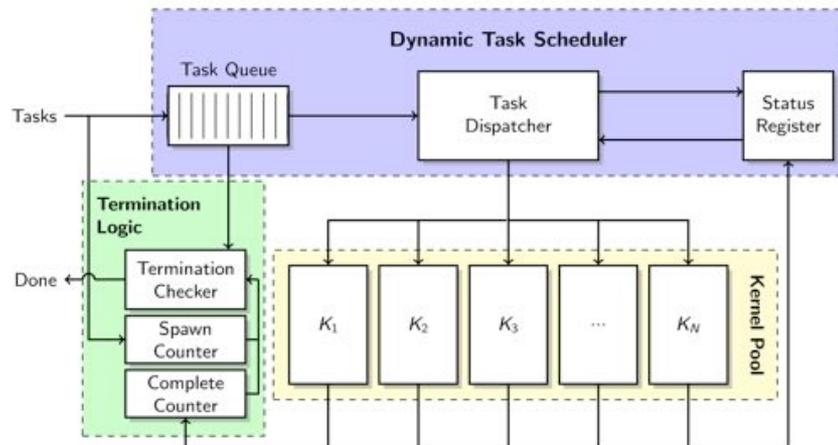 Dynamic Task Scheduler
Task Queue
Tasks
Task
Dispatcher
Status
Register
Termination
Logic
Done
Termination
Checker
Spawn
Counter
Complete
Counter
K1
K2
K3
...
KN
Kernel Pool